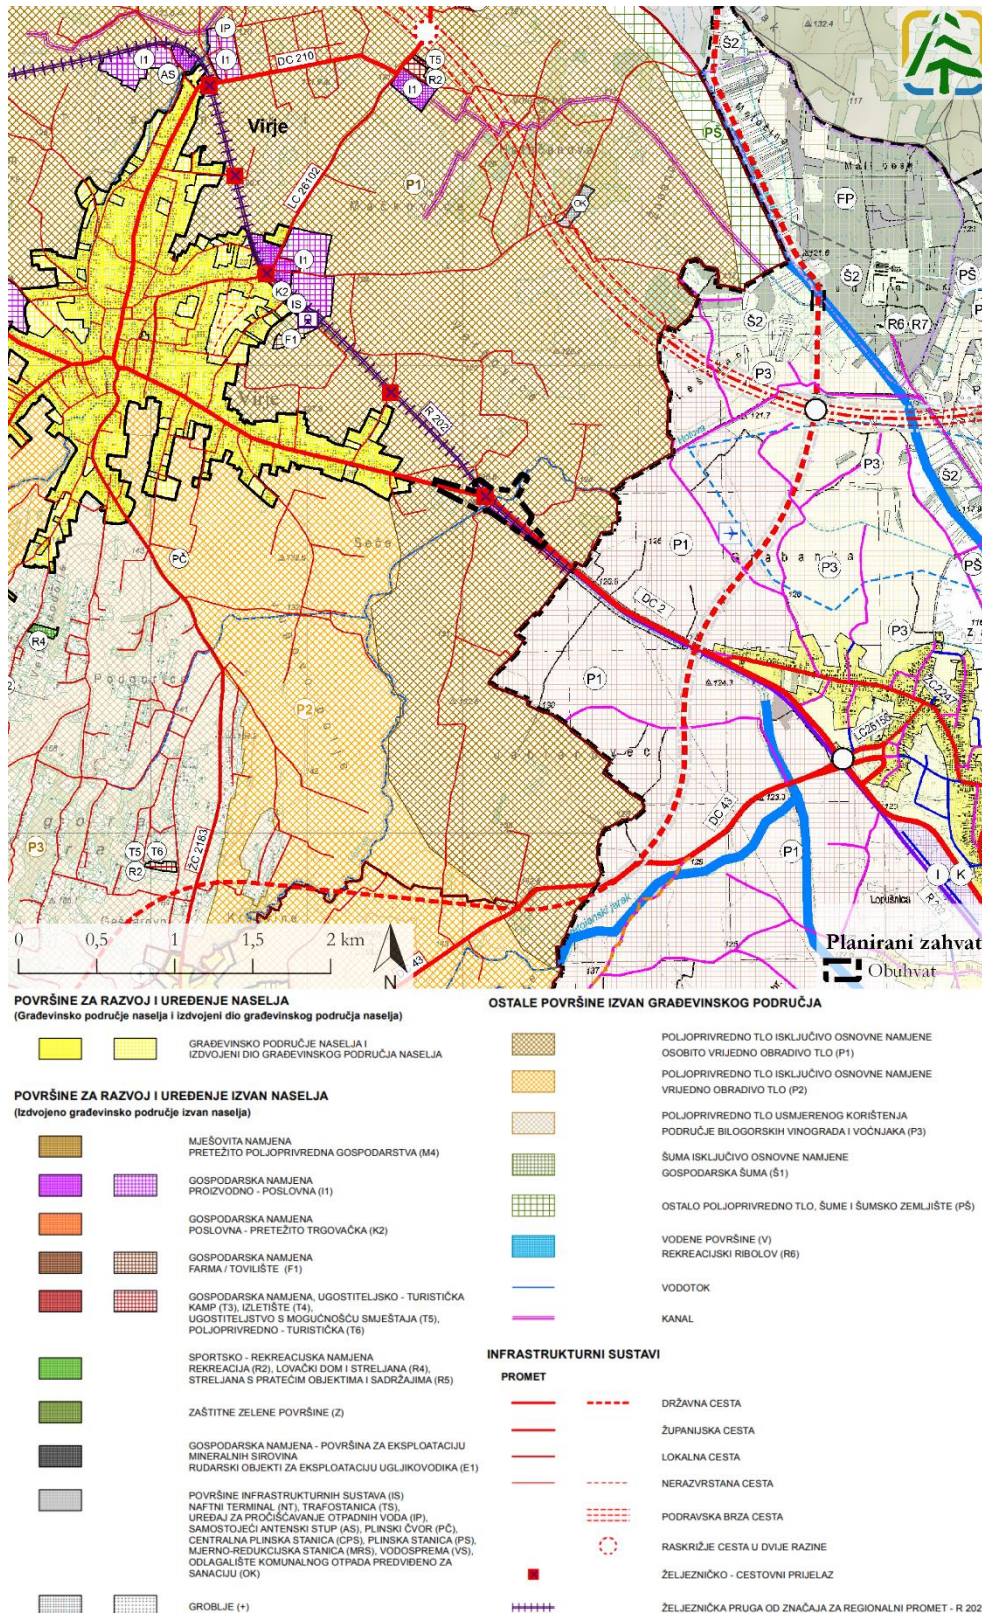 IP
I1
AS
I1
DC 210
T5
R2
I1
Virje
LC 26102
P1
OK
PŠ
Š2
FP
Š2
PŠ
Š2
R6
R7
I1
K2
IS
F1
P3
Virje
R 202
Hotova
P3
Š2
PŠ
PČ
Seča
P1
P3
DC 2
P3
R4
P1
ZC2247
LC26156
P2
P3
T5
T6
R2
ZC 2183
DC 43
P1
I
K
Lopušnica
0
0,5
1
1,5
2 km
N
Planirani zahvat
Obuhvat
POVRŠINE ZA RAZVOJ I UREĐENJE NASELJA
(Građevinsko područje naselja i izdvojeni dio građevinskog područja naselja)
GRAĐEVINSKO PODRUČJE NASELJA I
IZDVOJENI DIO GRAĐEVINSKOG PODRUČJA NASELJA
POVRŠINE ZA RAZVOJ I UREĐENJE IZVAN NASELJA
(Izdvojeno građevinsko područje izvan naselja)
MJEŠOVITA NAMJENA
PRETEŽITO POLJOPRIVREDNA GOSPODARSTVA (M4)
GOSPODARSKA NAMJENA
PROIZVODNO - POSLOVNA (I1)
GOSPODARSKA NAMJENA
POSLOVNA - PRETEŽITO TRGOVAČKA (K2)
GOSPODARSKA NAMJENA
FARMA / TOVILIŠTE (F1)
GOSPODARSKA NAMJENA, UGOSTITELJSKO - TURISTIČKA
KAMP (T3), IZLETIŠTE (T4),
UGOSTITELJSTVO S MOGUĆNOŠĆU SMJEŠTAJA (T5),
POLJOPRIVREDNO - TURISTIČKA (T6)
SPORTSKO - REKREACIJSKA NAMJENA
REKREACIJA (R2), LOVAČKI DOM I STRELJANA (R4),
STRELJANA S PRATEĆIM OBJEKTIMA I SADRŽAJIMA (R5)
ZAŠTITNE ZELENE POVRŠINE (Z)
GOSPODARSKA NAMJENA - POVRŠINA ZA EKSPLOATACIJU
MINERALNIH SIROVINA
RUDARSKI OBJEKTI ZA EKSPLOATACIJU UGLJIKOVODIKA (E1)
POVRŠINE INFRASTRUKTURNIH SUSTAVA (IS)
NAFTNI TERMINAL (NT), TRAFOSTANICA (TS),
UREĐAJ ZA PROČIŠĆAVANJE OTPADNIH VODA (IP),
SAMOSTOJEĆI ANTENSKI STUP (AS), PLINSKI ČVOR (PČ),
CENTRALNA PLINSKA STANICA (CPS), PLINSKA STANICA (PS),
MJERNO-REDUKCIJSKA STANICA (MRS), VODOSPREMA (VS),
ODLAGALIŠTE KOMUNALNOG OTPADA PREDVIĐENO ZA
SANACIJU (OK)
GROBLJE (+)
OSTALE POVRŠINE IZVAN GRAĐEVINSKOG PODRUČJA
POLJOPRIVREDNO TLO ISKLJUČIVO OSNOVNE NAMJENE
OSOBITO VRIJEDNO OBRADIVO TLO (P1)
POLJOPRIVREDNO TLO ISKLJUČIVO OSNOVNE NAMJENE
VRIJEDNO OBRADIVO TLO (P2)
POLJOPRIVREDNO TLO USMJERENOG KORIŠTENJA
PODRUČJE BILOGORSKIH VINOGRADA I VOĆNJAKA (P3)
ŠUMA ISKLJUČIVO OSNOVNE NAMJENE
GOSPODARSKA ŠUMA (Š1)
OSTALO POLJOPRIVREDNO TLO, ŠUME I ŠUMSKO ZEMLJIŠTE (PŠ)
VODENE POVRŠINE (V)
REKREACIJSKI RIBOLOV (R6)
VODOTOK
KANAL
INFRASTRUKTURNI SUSTAVI
PROMET
DRŽAVNA CESTA
ŽUPANIJSKA CESTA
LOKALNA CESTA
NERAZVRSTANA CESTA
PODRAVSKA BRZA CESTA
RASKRIŽJE CESTA U DVIJE RAZINE
ŽELJEZNIČKO - CESTOVNI PRIJELAZ
ŽELJEZNIČKA PRUGA OD ZNAČAJA ZA REGIONALNI PROMET - R 202